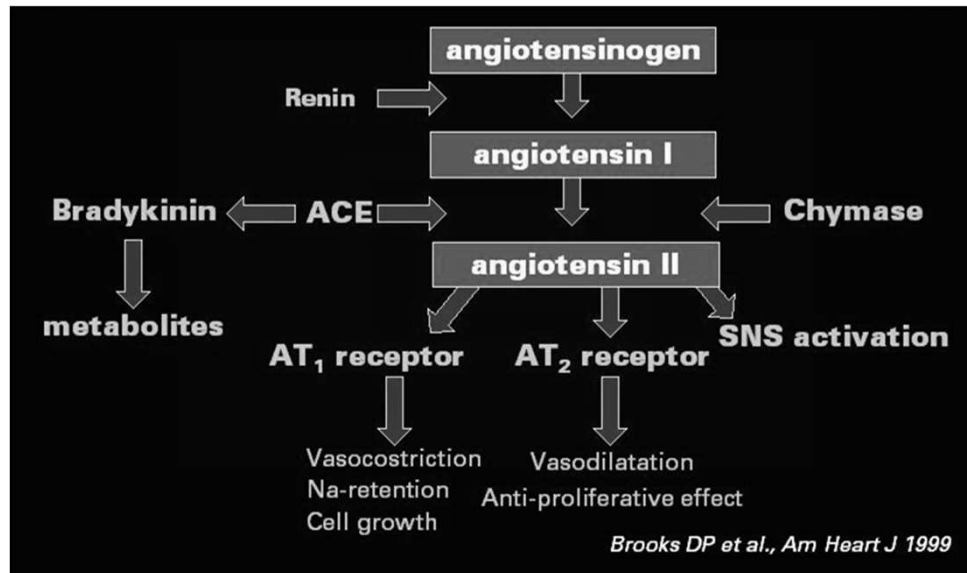 angiotensinogen
Renin
angiotensin I
Bradykinin ACE Chymase
angiotensin II
metabolites
SNS activation
AT₁ receptor AT₂ receptor
Vasocostriction Vasodilatation
Na-retention Anti-proliferative effect
Cell growth
Brooks DP et al., Am Heart J 1999